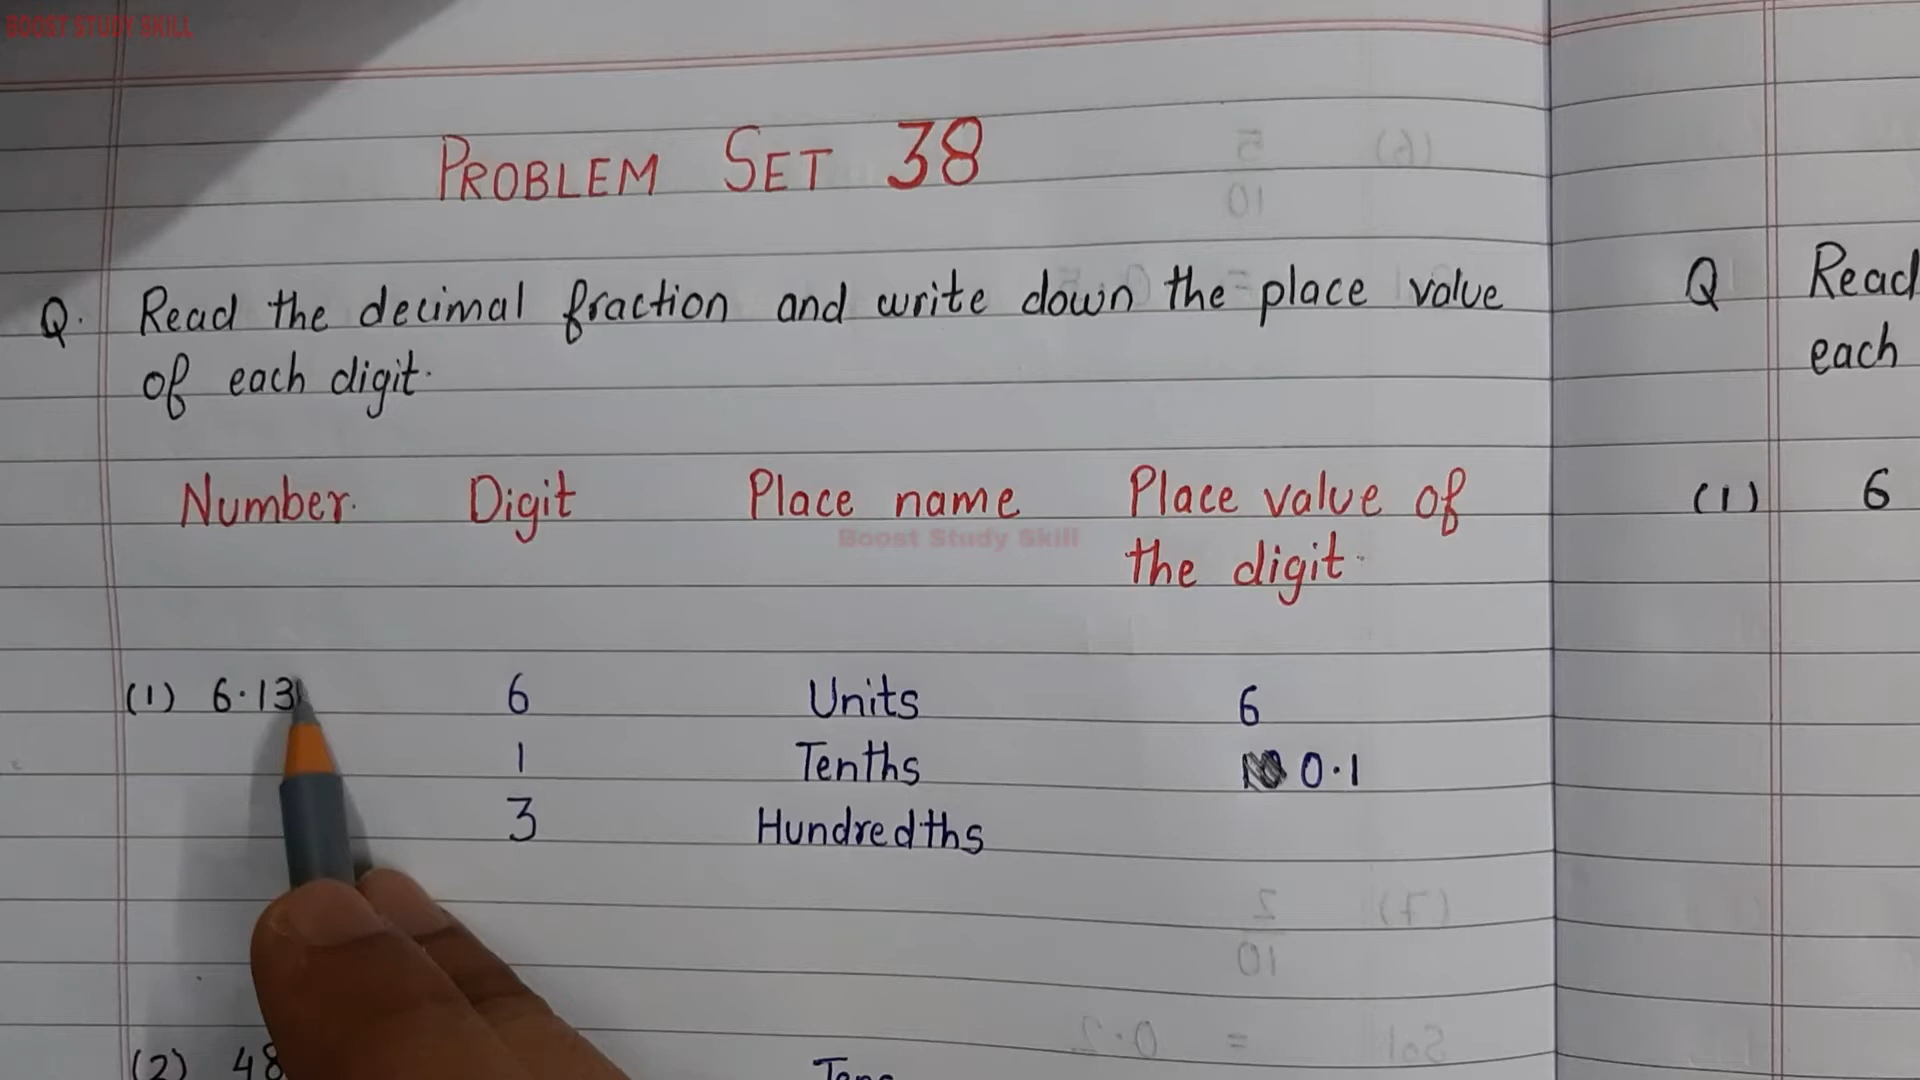 BOOST STUDY SKILL
PROBLEM SET 38
Q. Read the decimal fraction and write down the place value
of each digit.
Number. Digit Place name Place value of
the digit.
Boost Study Skill
(1) 6.13 6 Units 6
1 Tenths 0.1
3 Hundredths
(2) 48
Q Read
each
(1) 6